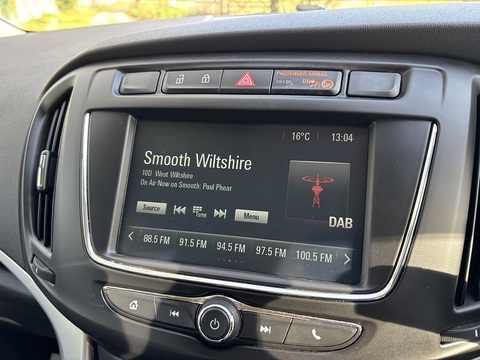 PASSENGER AIRBAG
ON
16°C 13:04
Smooth Wiltshire
10D West Wiltshire
On Air Now on Smooth: Paul Phear
Source Tune Menu
DAB
88.5 FM 91.5 FM 94.5 FM 97.5 FM 100.5 FM